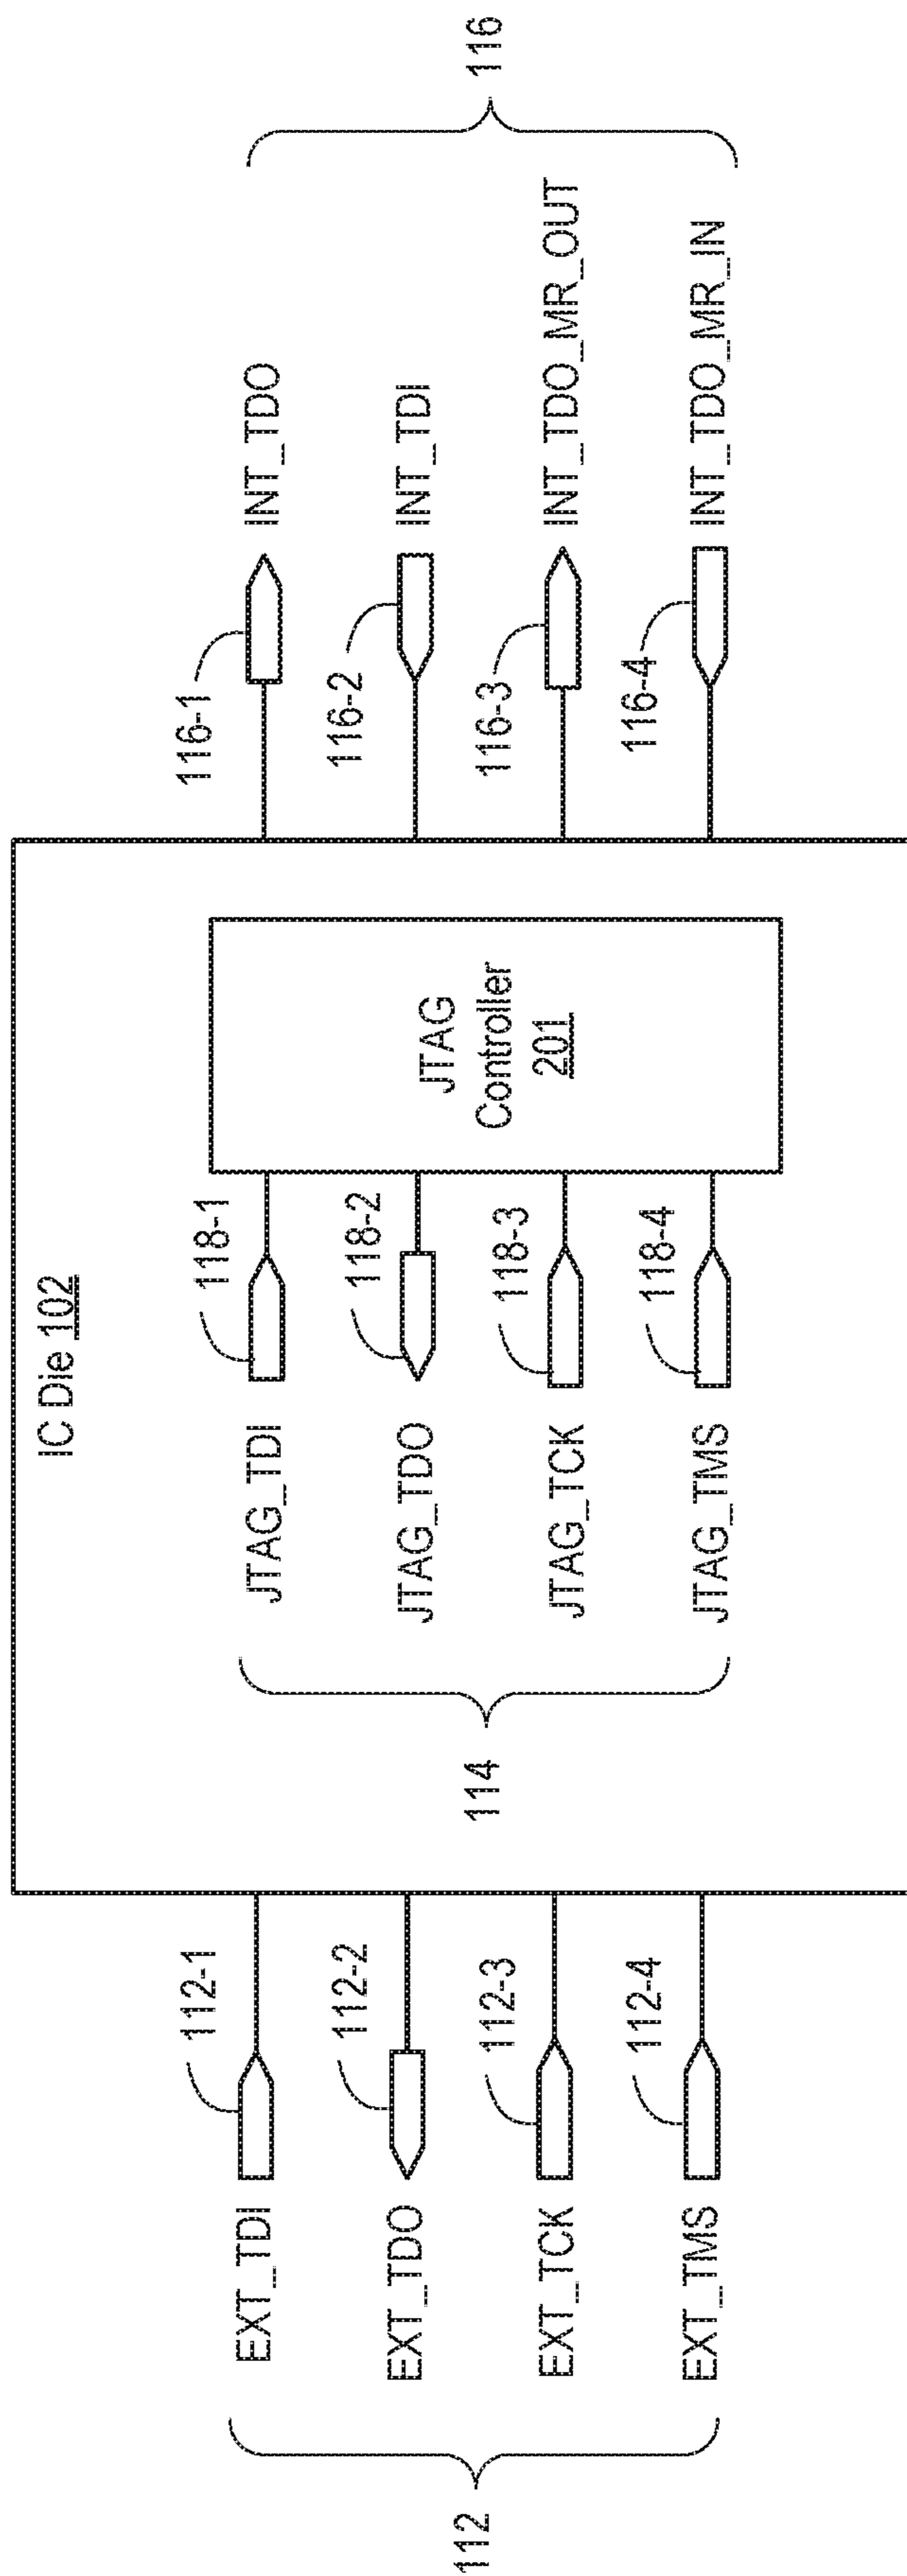 IC Die 102
112
EXT_TDI
112-1
EXT_TDO
112-2
EXT_TCK
112-3
EXT_TMS
112-4
114
JTAG_TDI
118-1
JTAG_TDO
118-2
JTAG_TCK
118-3
JTAG_TMS
118-4
JTAG
Controller
201
116-1
INT_TDO
116-2
INT_TDI
116-3
INT_TDO_MR_OUT
116-4
INT_TDO_MR_IN
116